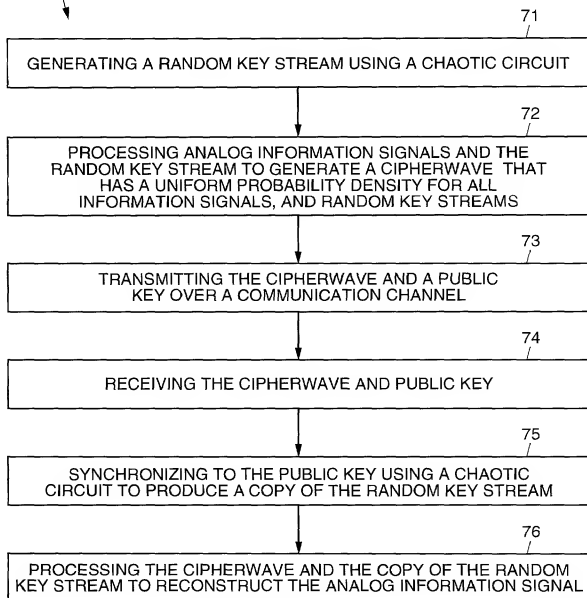 71
GENERATING A RANDOM KEY STREAM USING A CHAOTIC CIRCUIT
72
PROCESSING ANALOG INFORMATION SIGNALS AND THE
RANDOM KEY STREAM TO GENERATE A CIPHERWAVE THAT
HAS A UNIFORM PROBABILITY DENSITY FOR ALL
INFORMATION SIGNALS, AND RANDOM KEY STREAMS
73
TRANSMITTING THE CIPHERWAVE AND A PUBLIC
KEY OVER A COMMUNICATION CHANNEL
74
RECEIVING THE CIPHERWAVE AND PUBLIC KEY
75
SYNCHRONIZING TO THE PUBLIC KEY USING A CHAOTIC
CIRCUIT TO PRODUCE A COPY OF THE RANDOM KEY STREAM
76
PROCESSING THE CIPHERWAVE AND THE COPY OF THE RANDOM
KEY STREAM TO RECONSTRUCT THE ANALOG INFORMATION SIGNAL